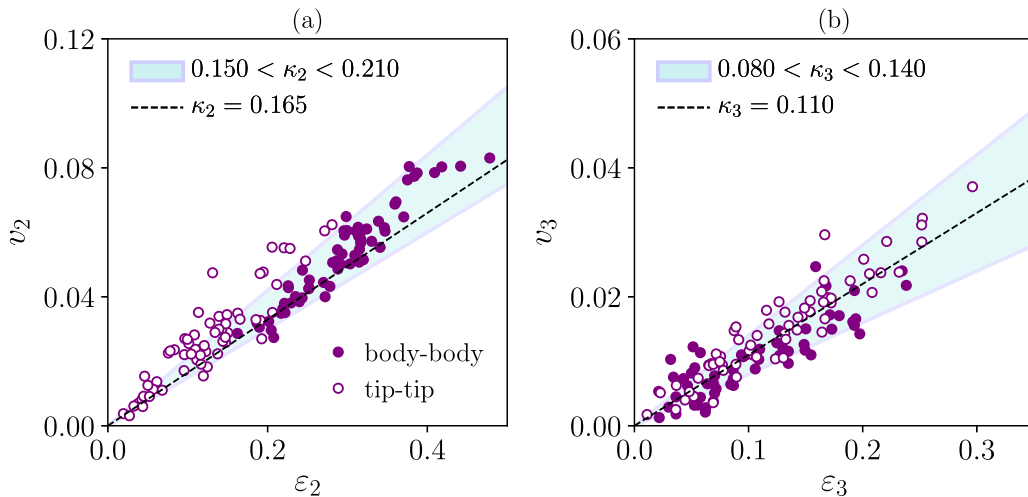 (a)
0.150 < κ₂ < 0.210
κ₂ = 0.165
body-body
tip-tip
0.12
0.08
0.04
0.00
v₂
0.0 0.2 0.4
ε₂
(b)
0.080 < κ₃ < 0.140
κ₃ = 0.110
0.06
0.04
0.02
0.00
v₃
0.0 0.1 0.2 0.3
ε₃